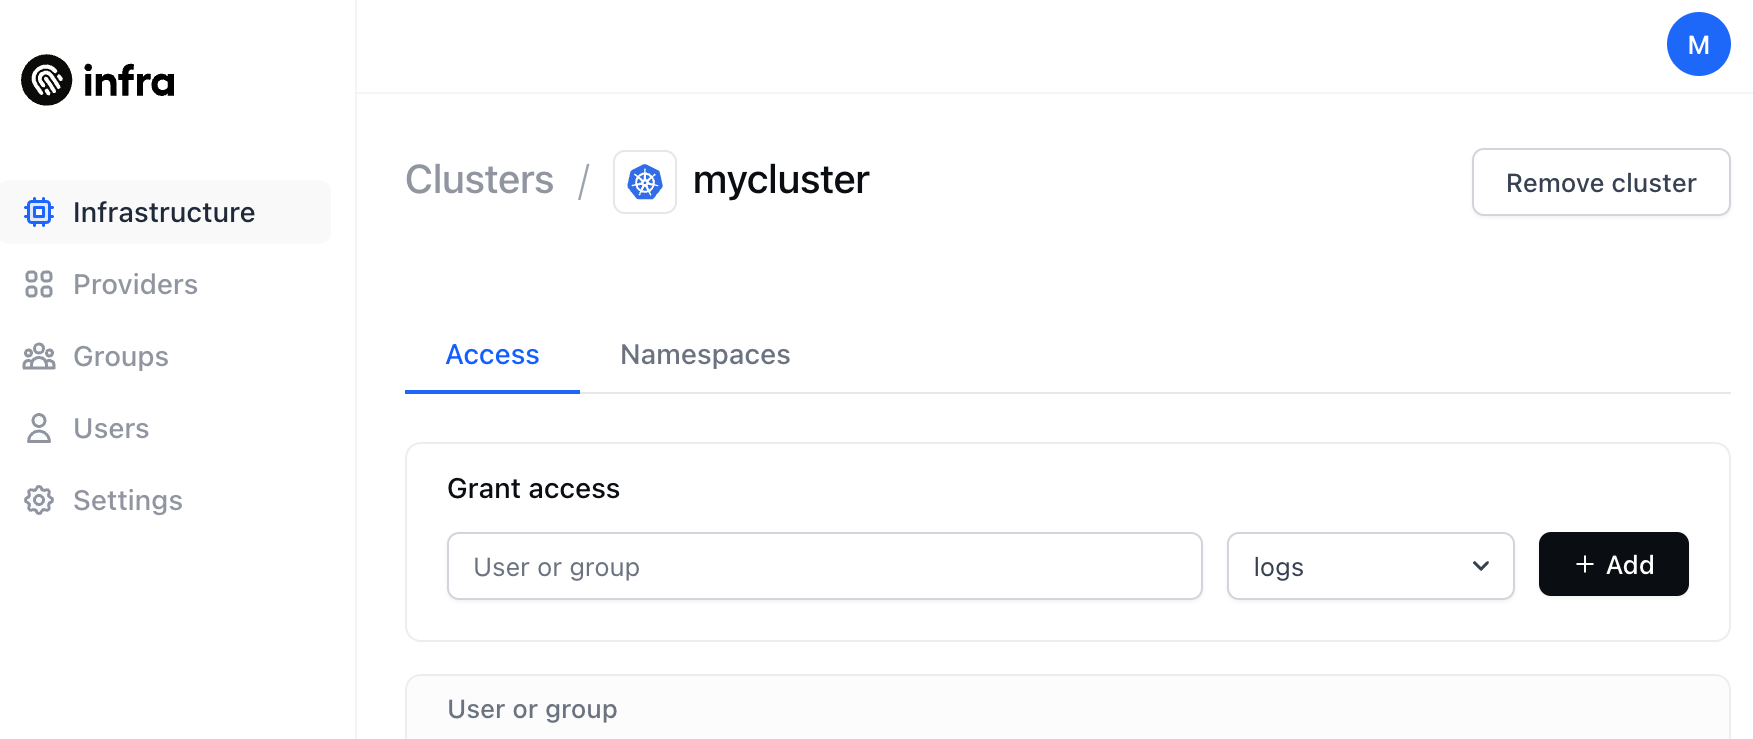 infra
Infrastructure
Providers
Groups
Users
Settings
M
Clusters / mycluster
Remove cluster
Access Namespaces
Grant access
User or group logs + Add
User or group